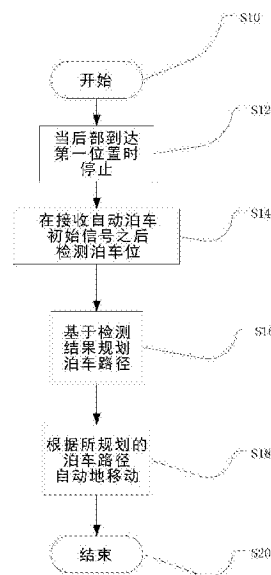 S10
开始
S12
当后部到达
第一位置时
停止
S14
在接收自动泊车
初始信号之后
检测泊车位
S16
基于检测
结果规划
泊车路径
S18
根据所规划的
泊车路径
自动地移动
S20
结束